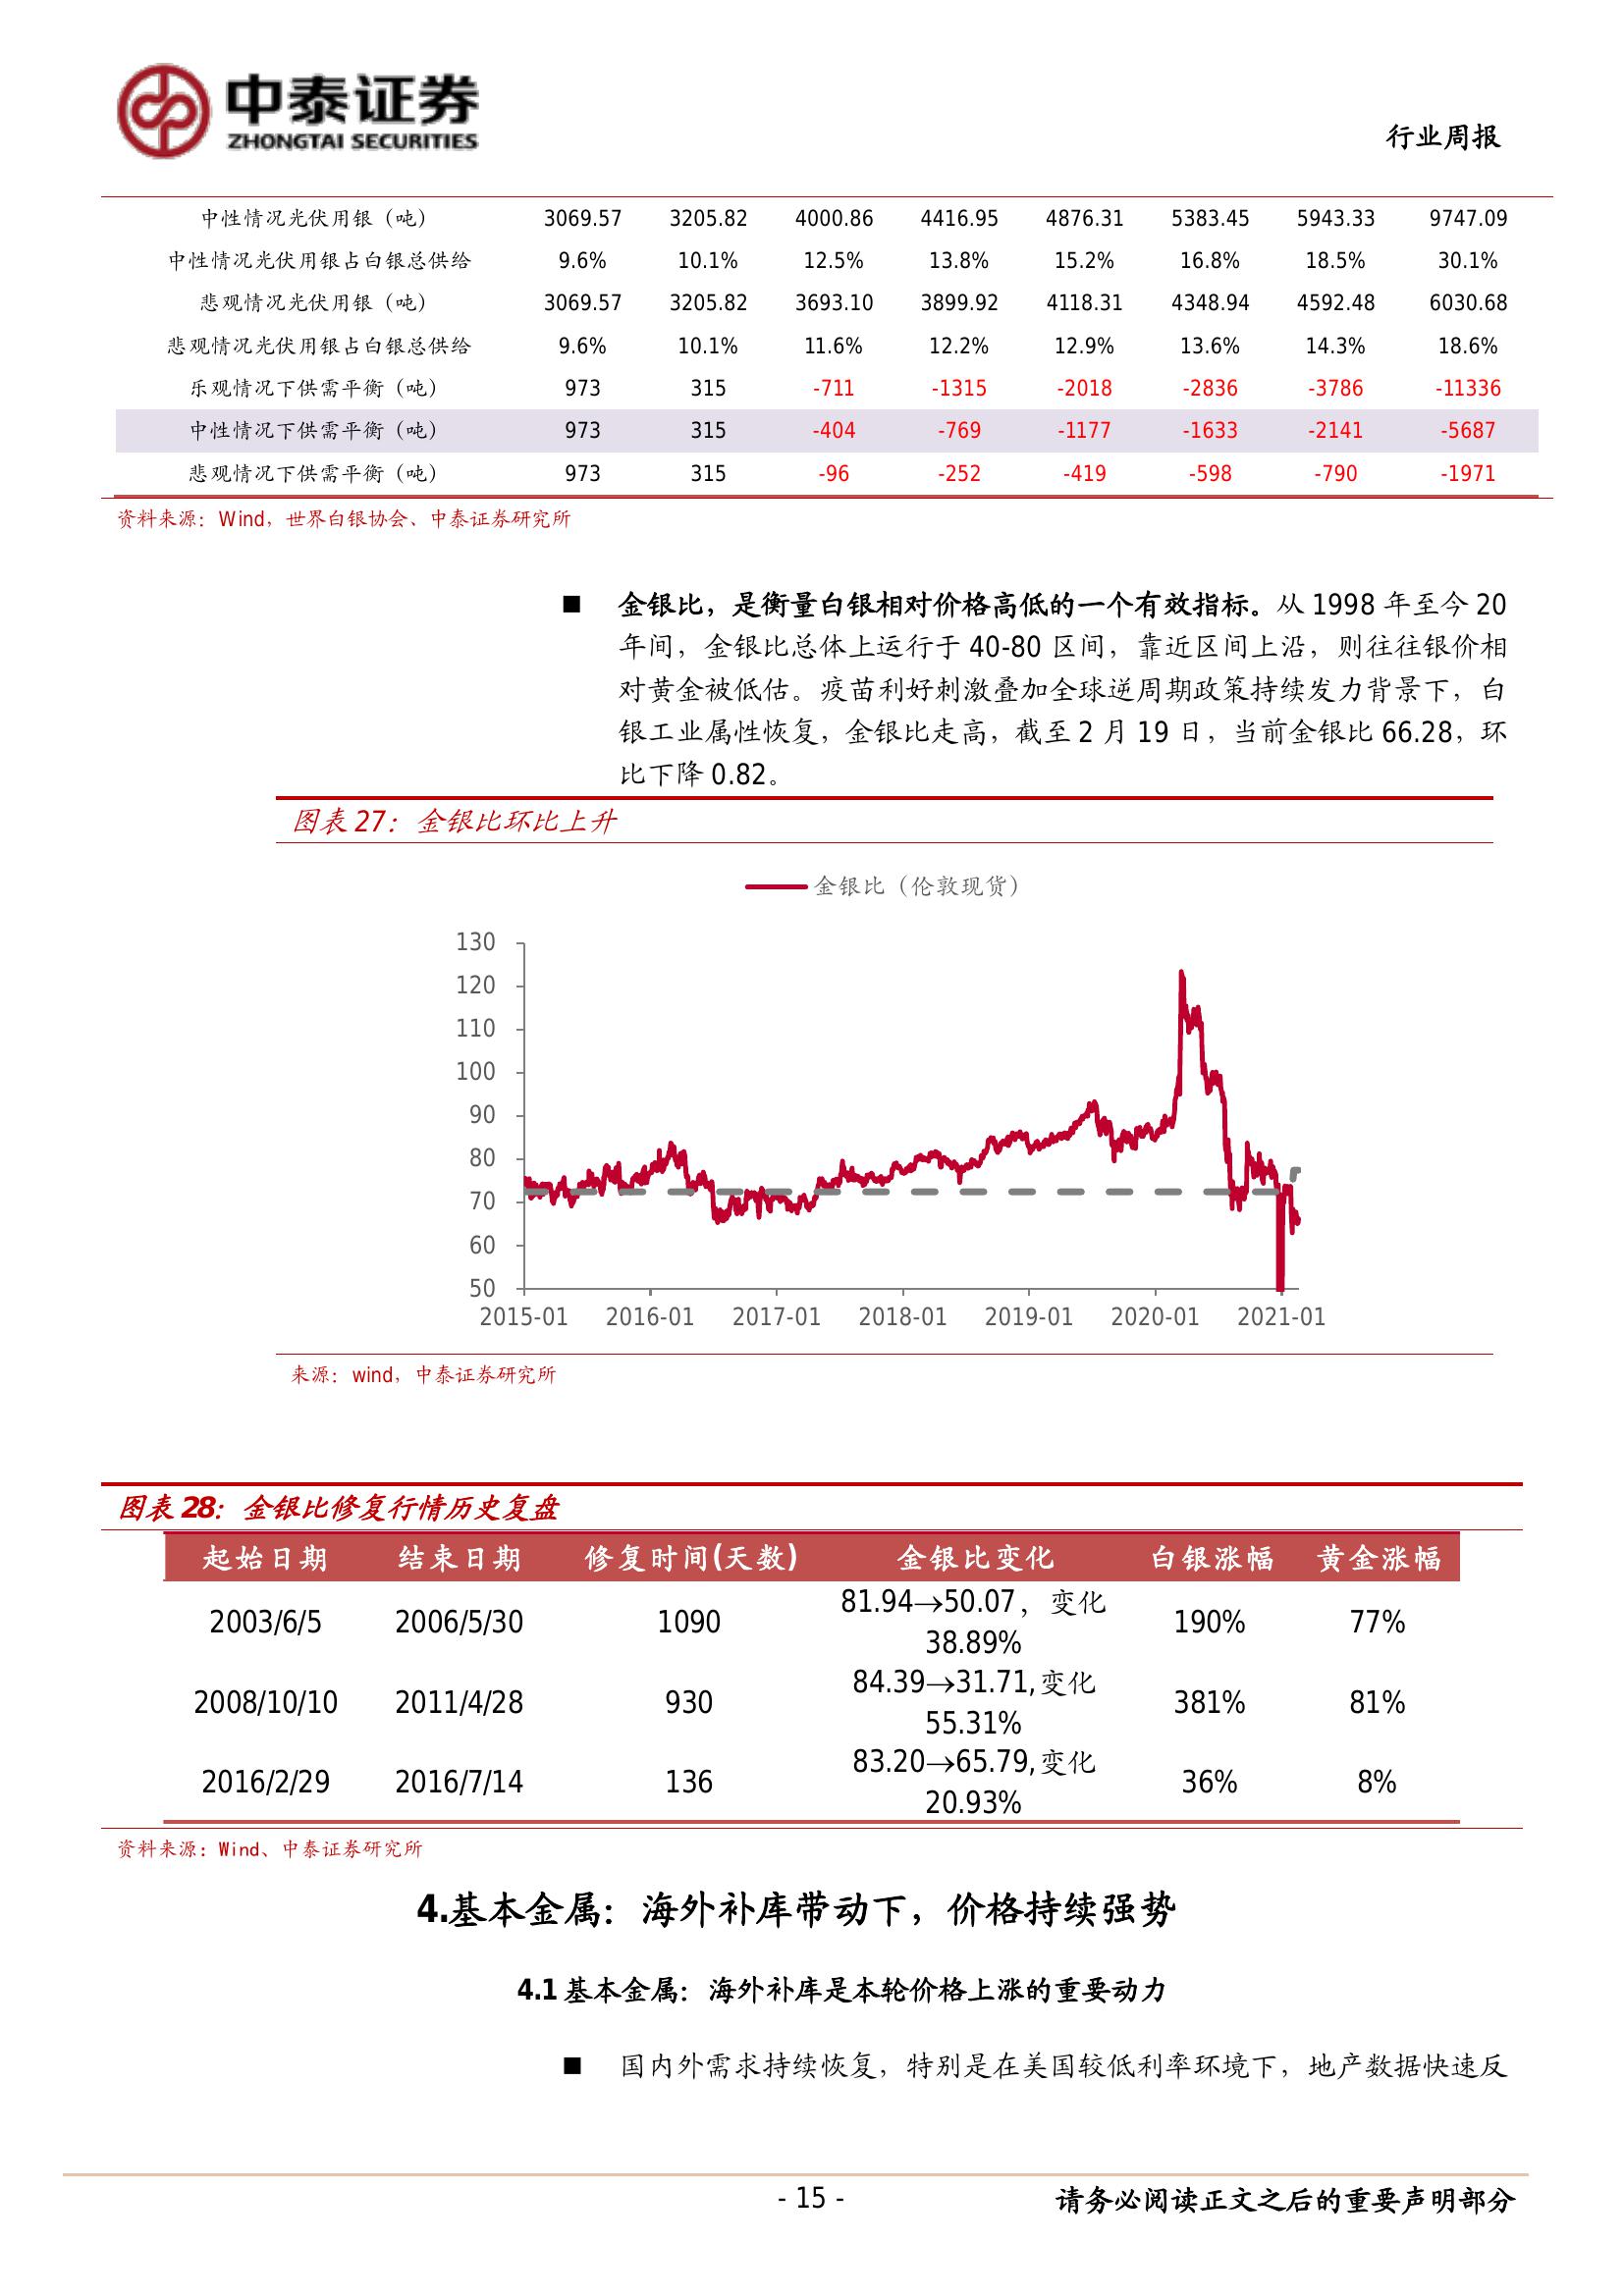 中泰证券
ZHONGTAI SECURITIES
行业周报
中性情况光伏用银（吨） 3069.57 3205.82 4000.86 4416.95 4876.31 5383.45 5943.33 9747.09
中性情况光伏用银占白银总供给 9.6% 10.1% 12.5% 13.8% 15.2% 16.8% 18.5% 30.1%
悲观情况光伏用银（吨） 3069.57 3205.82 3693.10 3899.92 4118.31 4348.94 4592.48 6030.68
悲观情况光伏用银占白银总供给 9.6% 10.1% 11.6% 12.2% 12.9% 13.6% 14.3% 18.6%
乐观情况下供需平衡（吨） 973 315 -711 -1315 -2018 -2836 -3786 -11336
中性情况下供需平衡（吨） 973 315 -404 -769 -1177 -1633 -2141 -5687
悲观情况下供需平衡（吨） 973 315 -96 -252 -419 -598 -790 -1971
资料来源：Wind，世界白银协会、中泰证券研究所
■ 金银比，是衡量白银相对价格高低的一个有效指标。从 1998 年至今 20
年间，金银比总体上运行于 40-80 区间，靠近区间上沿，则往往银价相
对黄金被低估。疫苗利好刺激叠加全球逆周期政策持续发力背景下，白
银工业属性恢复，金银比走高，截至 2 月 19 日，当前金银比 66.28，环
比下降 0.82。
图表 27：金银比环比上升
金银比（伦敦现货）
130
120
110
100
90
80
70
60
50
2015-01 2016-01 2017-01 2018-01 2019-01 2020-01 2021-01
来源：wind，中泰证券研究所
图表 28：金银比修复行情历史复盘
起始日期 结束日期 修复时间(天数) 金银比变化 白银涨幅 黄金涨幅
81.94→50.07，变化
2003/6/5 2006/5/30 1090 190% 77%
38.89%
84.39→31.71,变化
2008/10/10 2011/4/28 930 381% 81%
55.31%
83.20→65.79,变化
2016/2/29 2016/7/14 136 36% 8%
20.93%
资料来源：Wind、中泰证券研究所
4.基本金属：海外补库带动下，价格持续强势
4.1 基本金属：海外补库是本轮价格上涨的重要动力
■ 国内外需求持续恢复，特别是在美国较低利率环境下，地产数据快速反
- 15 -
请务必阅读正文之后的重要声明部分